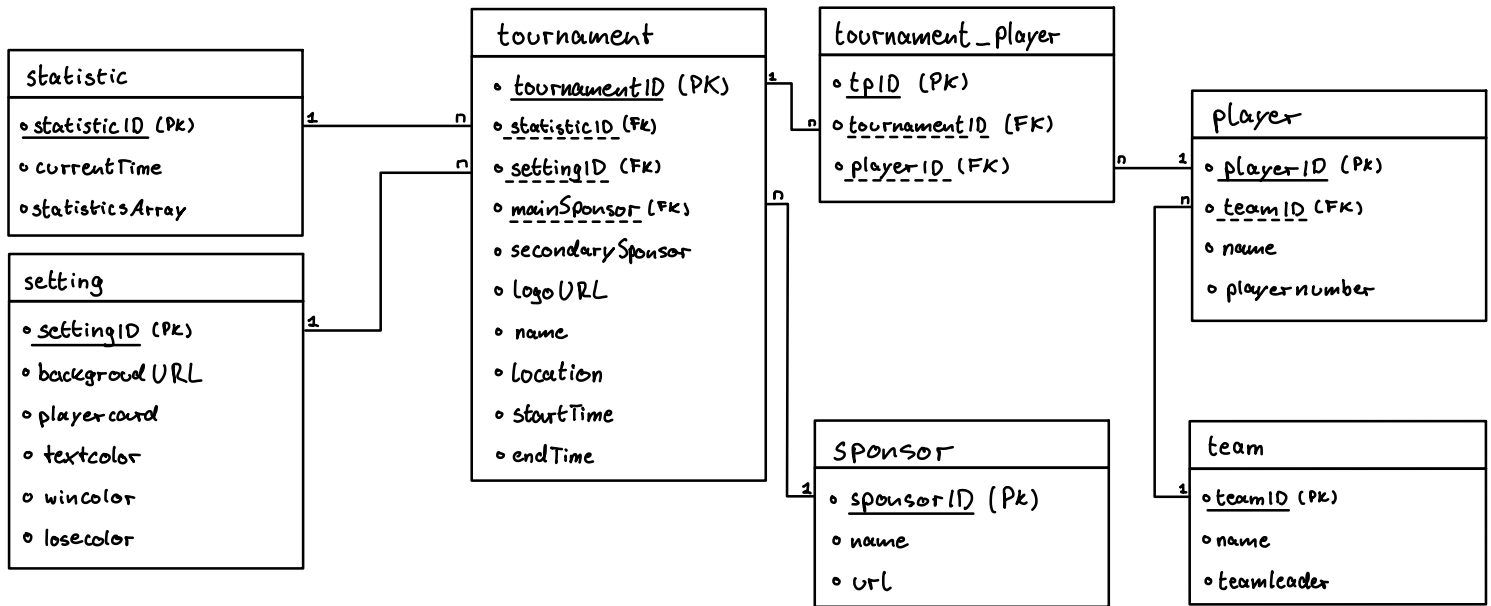 statistic
statisticID (PK)
currentTime
statisticsArray
setting
settingID (PK)
backgroudURL
playercard
textcolor
wincolor
losecolor
tournament
tournamentID (PK)
statisticID (FK)
settingID (FK)
mainSponsor (FK)
secondarySponsor
logoURL
name
location
startTime
endTime
tournament_player
tpID (PK)
tournamentID (FK)
playerID (FK)
player
playerID (PK)
teamID (FK)
name
playernumber
sponsor
sponsorID (PK)
name
url
team
teamID (PK)
name
teamleader
1
n
1
n
1
n
n
1
n
1
n
1